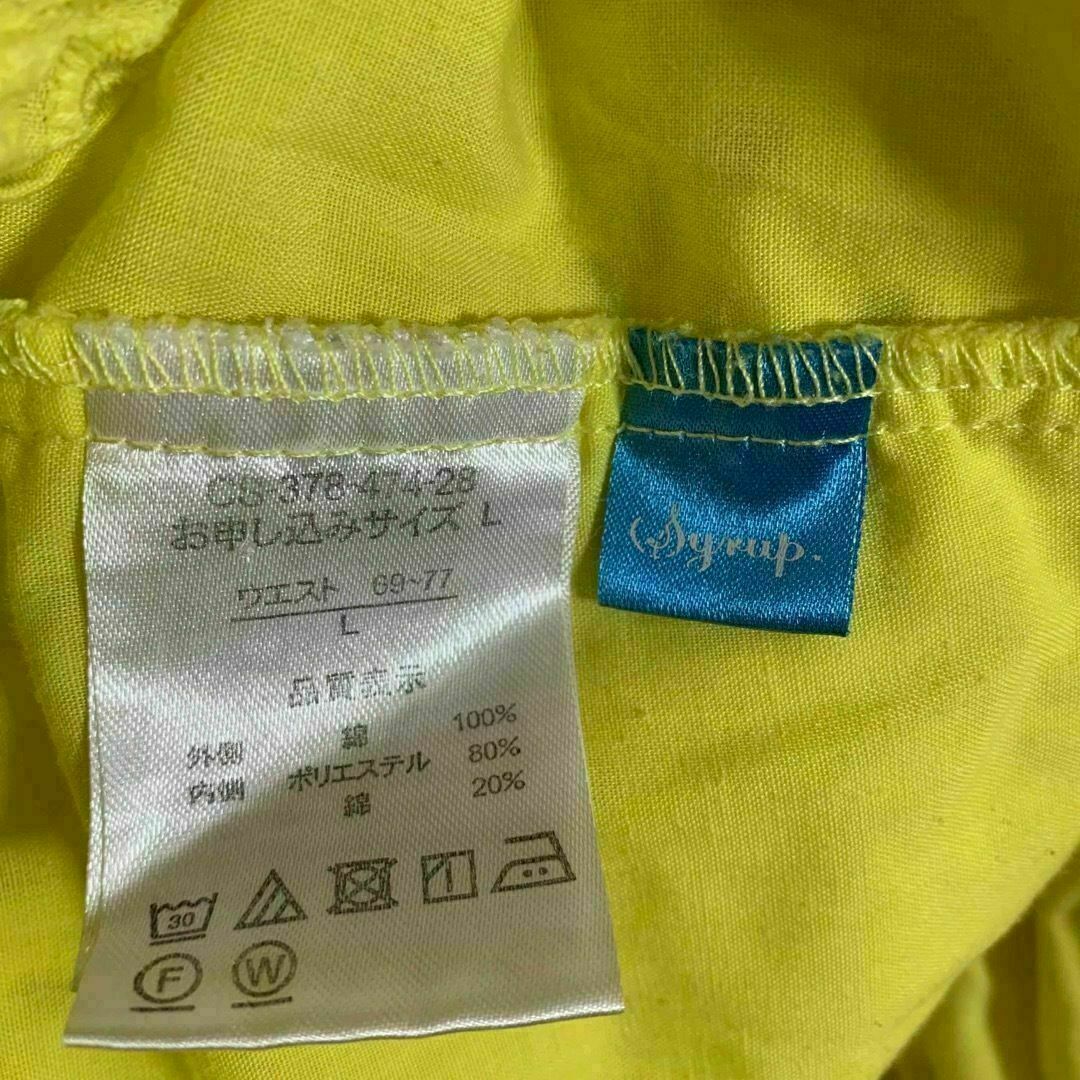 CS-378-474-28
お申し込みサイズ L
ウエスト 69~77
L
品質表示
外側 綿 100%
内側 ポリエステル 80%
綿 20%
30
F W
Syrup.